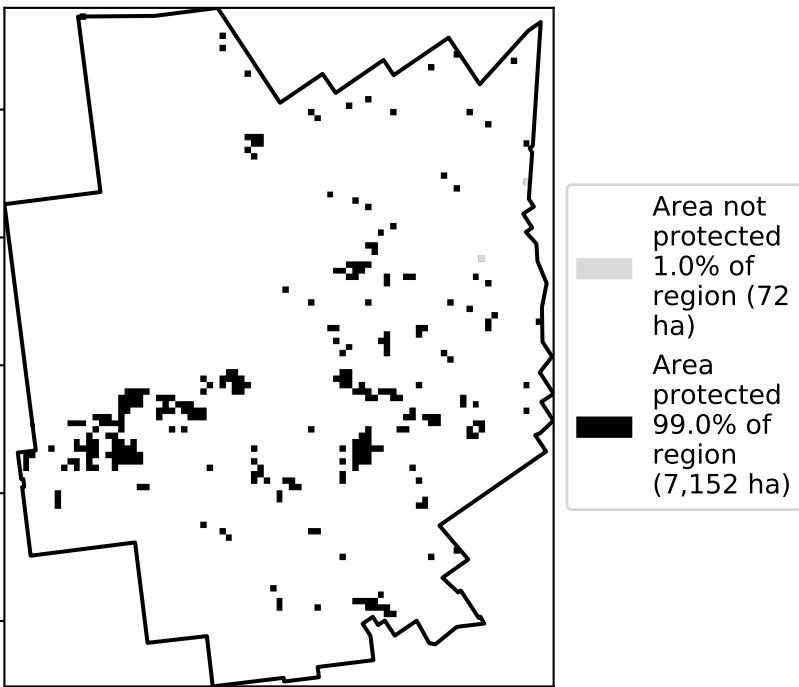 Area not
protected
1.0% of
region (72
ha)
Area
protected
99.0% of
region
(7,152 ha)